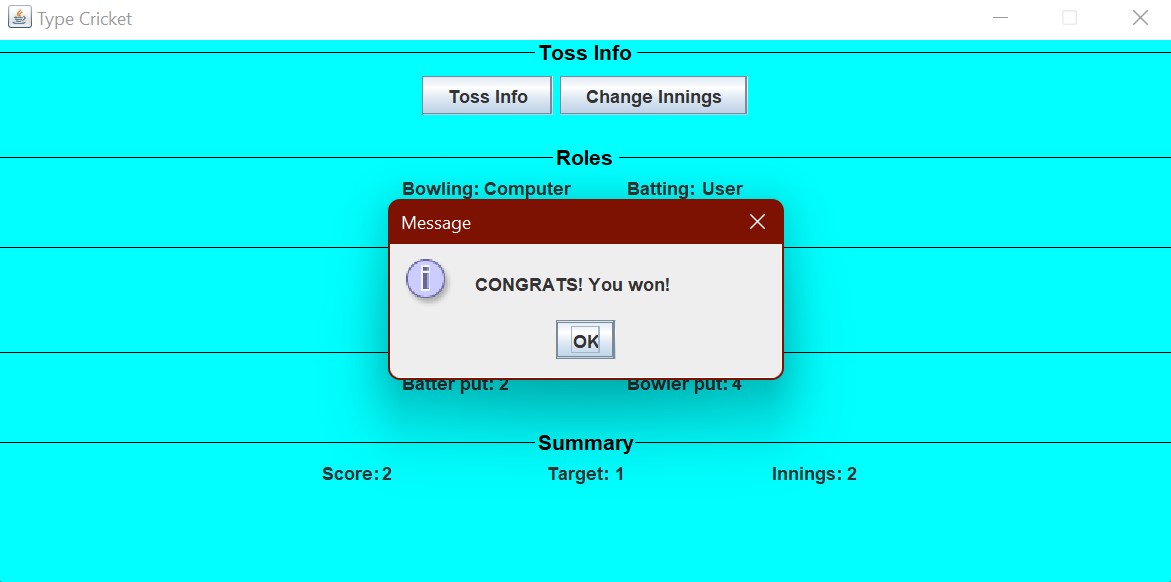 Type Cricket
Toss Info
Toss Info Change Innings
Roles
Bowling: Computer Batting: User
Message
CONGRATS! You won!
OK
Batter put: 2 Bowler put: 4
Summary
Score: 2 Target: 1 Innings: 2